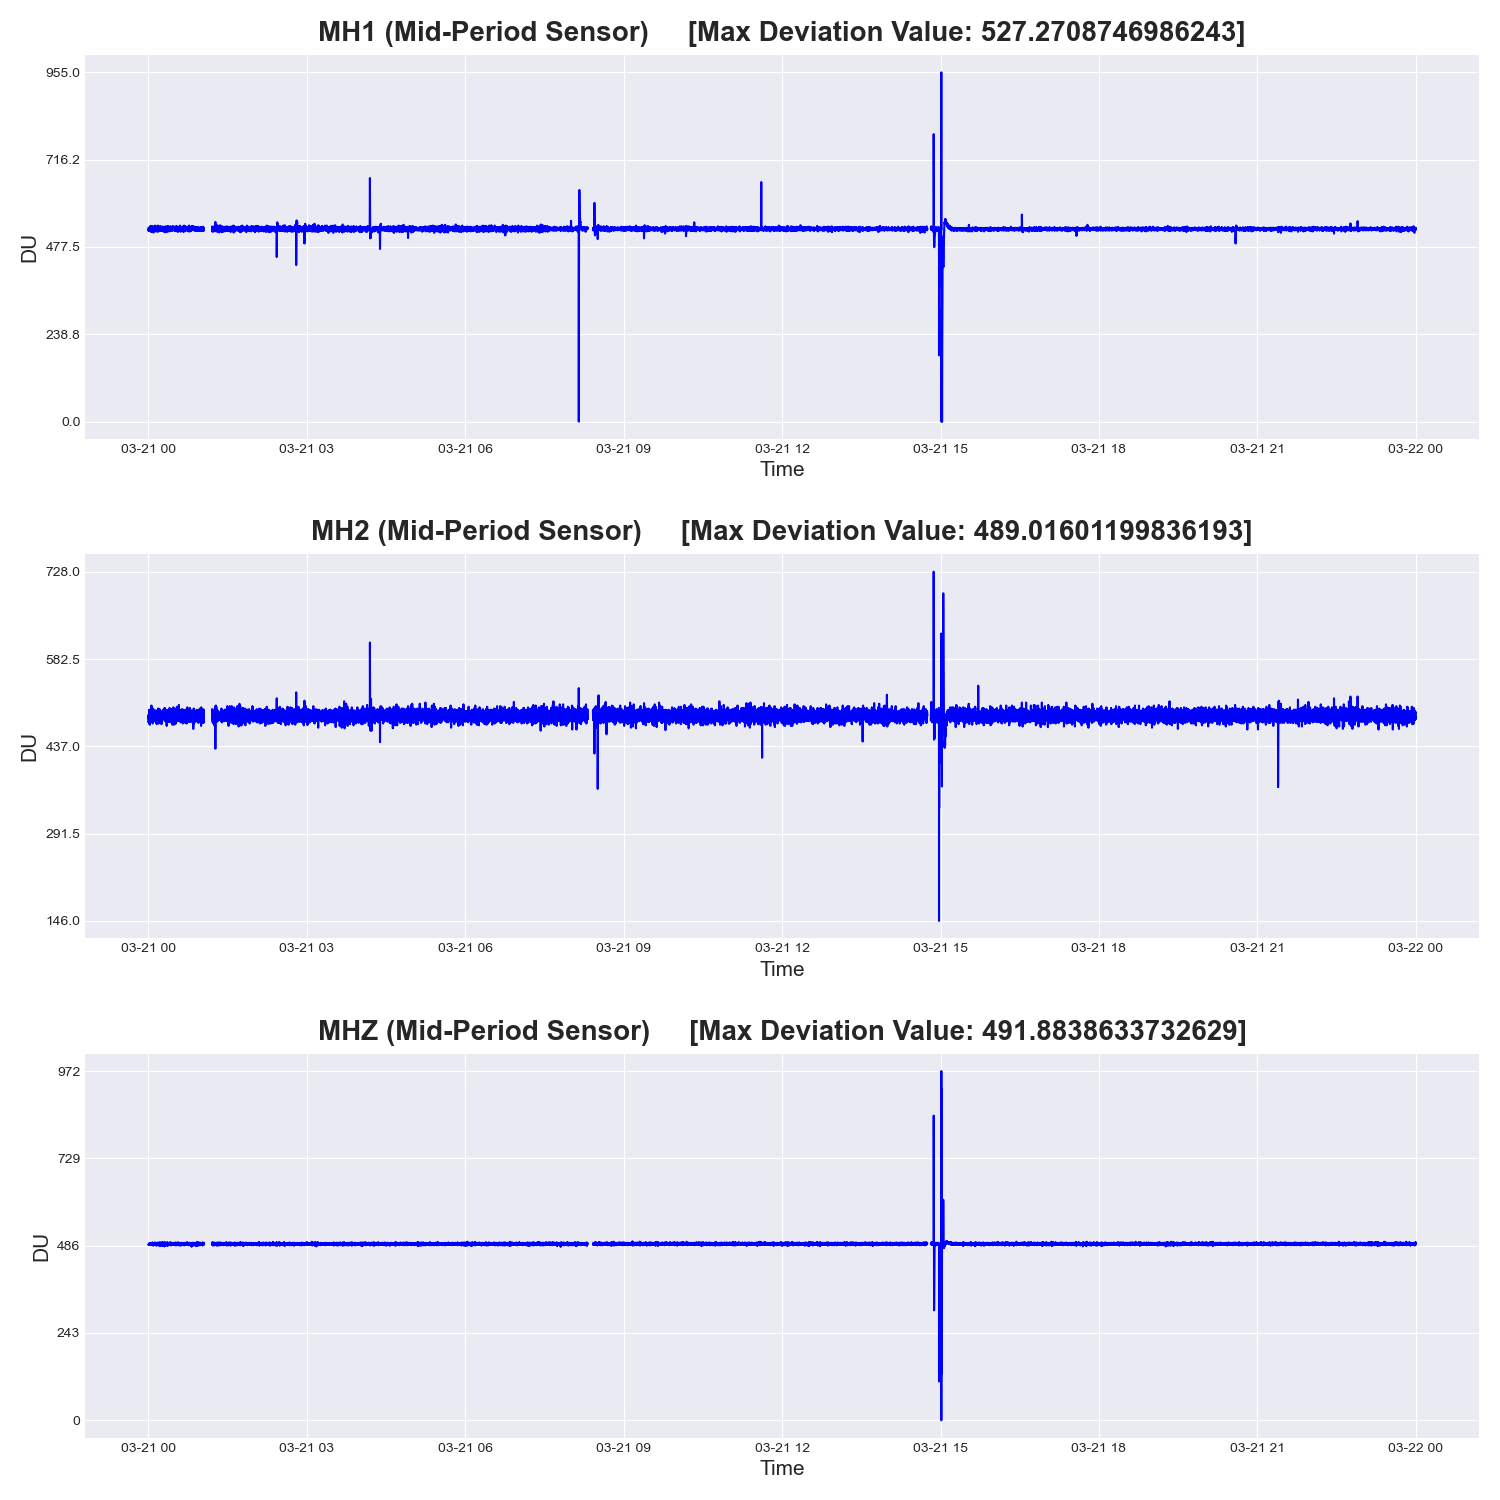 MH1 (Mid-Period Sensor) [Max Deviation Value: 527.2708746986243]
955.0
716.2
477.5
238.8
0.0
DU
03-21 00 03-21 03 03-21 06 03-21 09 03-21 12 03-21 15 03-21 18 03-21 21 03-22 00
Time
MH2 (Mid-Period Sensor) [Max Deviation Value: 489.01601199836193]
728.0
582.5
437.0
291.5
146.0
DU
03-21 00 03-21 03 03-21 06 03-21 09 03-21 12 03-21 15 03-21 18 03-21 21 03-22 00
Time
MHZ (Mid-Period Sensor) [Max Deviation Value: 491.8838633732629]
972
729
486
243
0
DU
03-21 00 03-21 03 03-21 06 03-21 09 03-21 12 03-21 15 03-21 18 03-21 21 03-22 00
Time